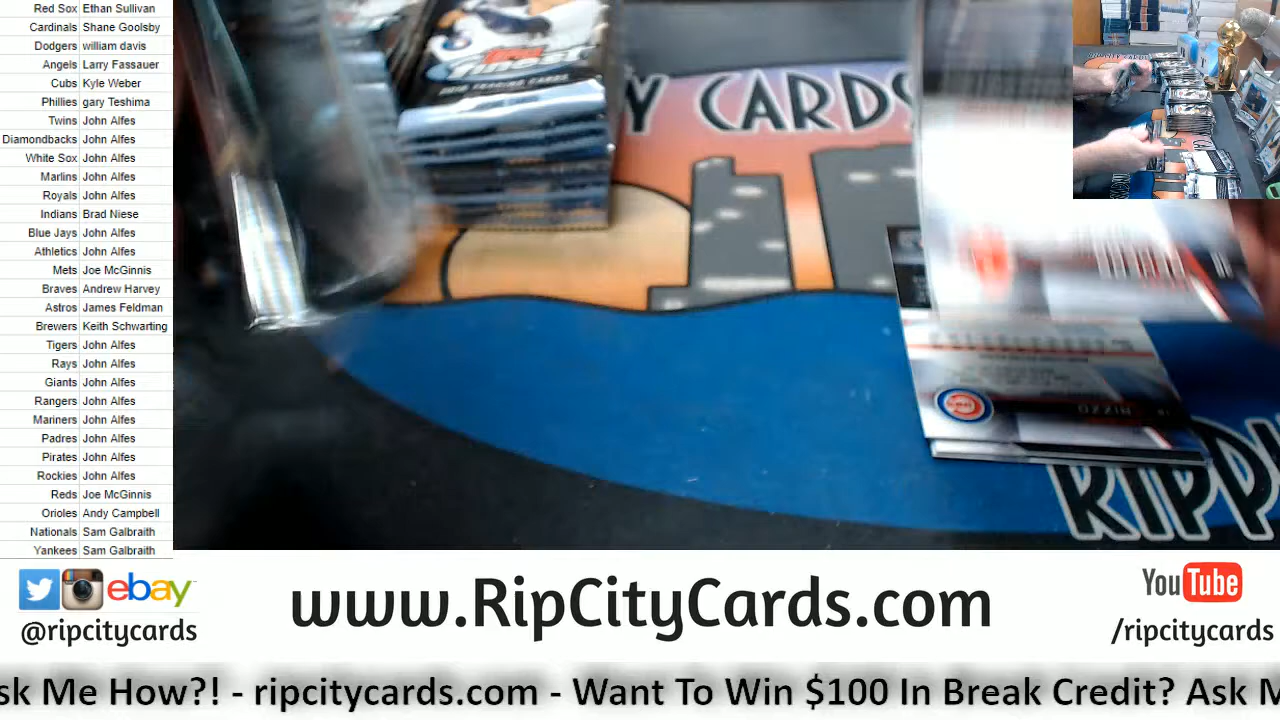 Red Sox Ethan Sullivan
Cardinals Shane Goolsby
Dodgers william davis
Angels Larry Fassauer
Cubs Kyle Weber
Phillies gary Teshima
Twins John Alfes
Diamondbacks John Alfes
White Sox John Alfes
Marlins John Alfes
Royals John Alfes
Indians Brad Niese
Blue Jays John Alfes
Athletics John Alfes
Mets Joe McGinnis
Braves Andrew Harvey
Astros James Feldman
Brewers Keith Schwarting
Tigers John Alfes
Rays John Alfes
Giants John Alfes
Rangers John Alfes
Mariners John Alfes
Padres John Alfes
Pirates John Alfes
Rockies John Alfes
Reds Joe McGinnis
Orioles Andy Campbell
Nationals Sam Galbraith
Yankees Sam Galbraith
Y CARDS
RIPP
RIZZO
ebay
@ripcitycards
www.RipCityCards.com
YouTube
/ripcitycards
sk Me How?! - ripcitycards.com - Want To Win $100 In Break Credit? Ask M